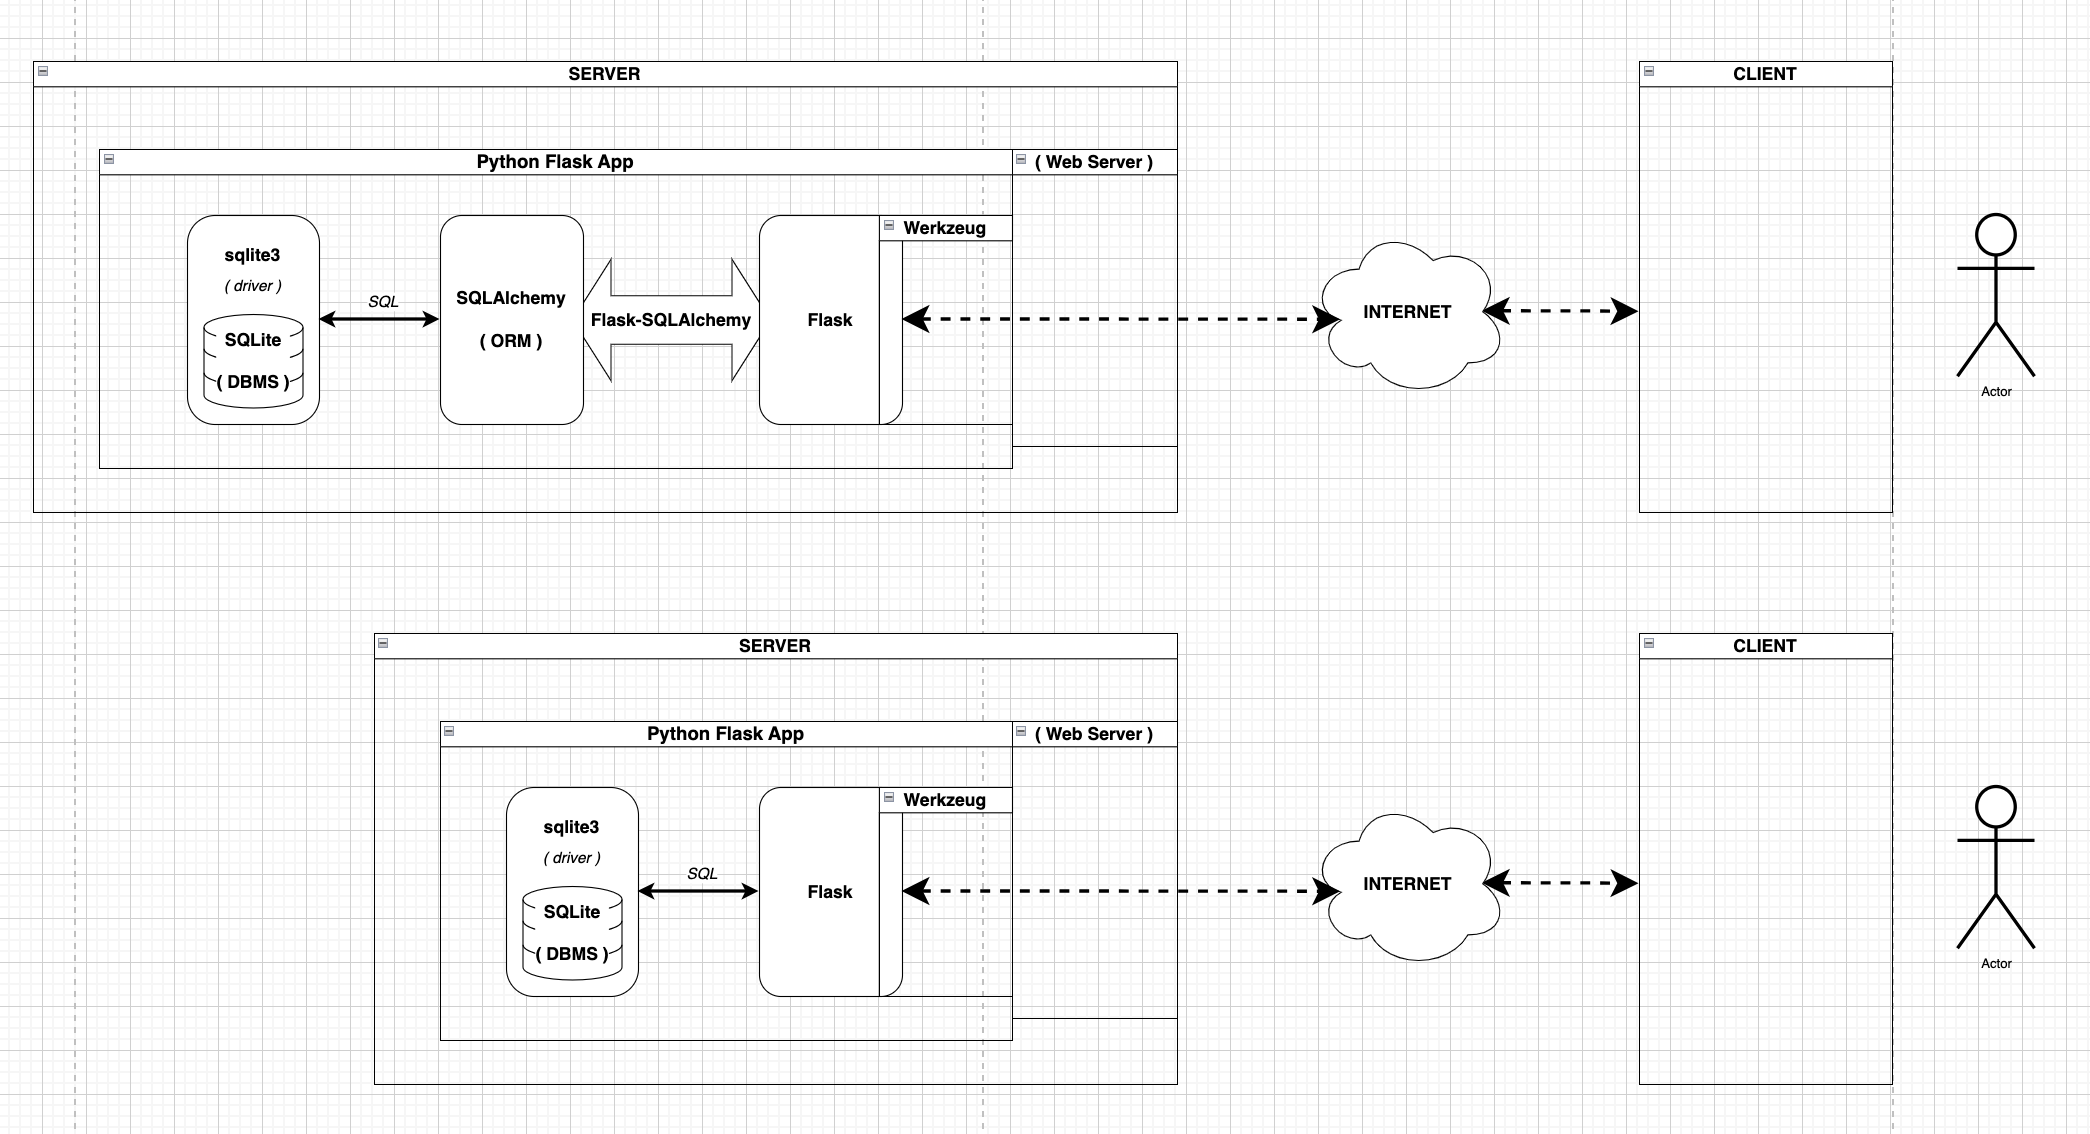 SERVER
CLIENT
Python Flask App
( Web Server )
Werkzeug
sqlite3
( driver )
SQLite
( DBMS )
SQL
SQLAlchemy
( ORM )
Flask-SQLAlchemy
Flask
INTERNET
Actor
SERVER
CLIENT
Python Flask App
( Web Server )
Werkzeug
sqlite3
( driver )
SQLite
( DBMS )
SQL
Flask
INTERNET
Actor